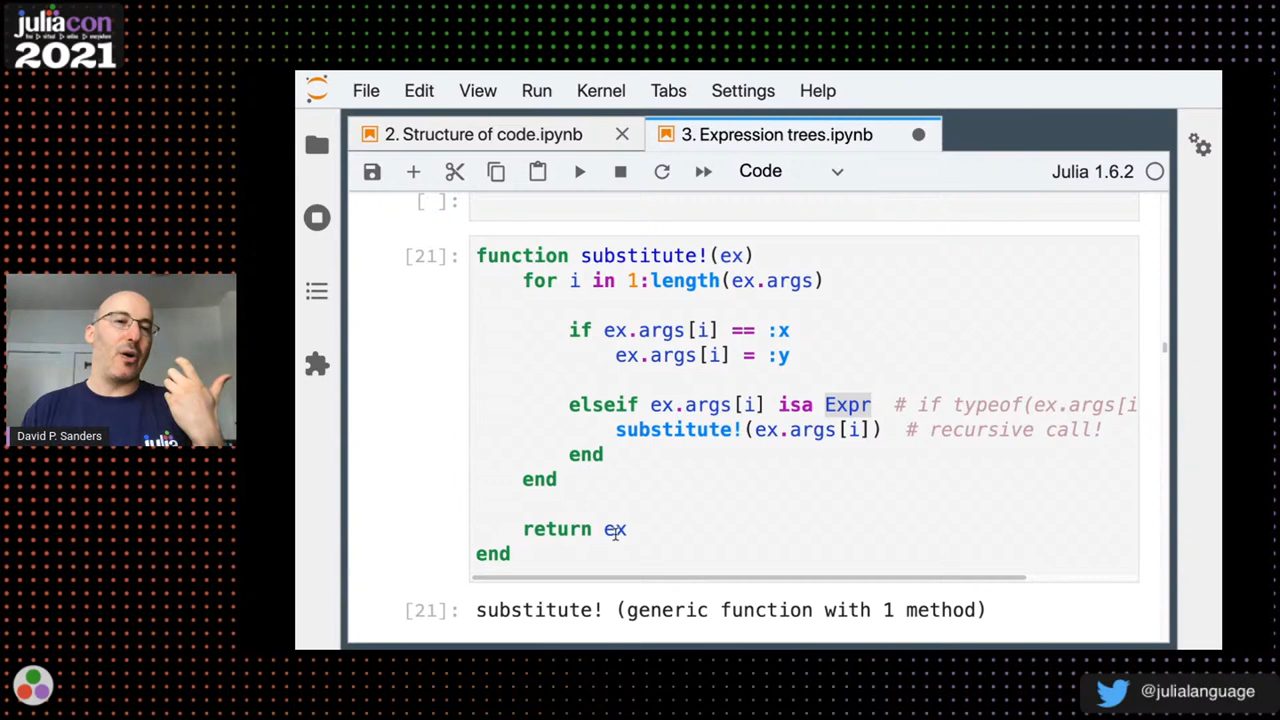 juliacon
2021
File Edit View Run Kernel Tabs Settings Help
2. Structure of code.ipynb
3. Expression trees.ipynb
Code
Julia 1.6.2
[ ]:
[21]:
function substitute!(ex)
for i in 1:length(ex.args)
if ex.args[i] == :x
ex.args[i] = :y
elseif ex.args[i] isa Expr # if typeof(ex.args[i
substitute!(ex.args[i]) # recursive call!
end
end
return ex
end
[21]: substitute! (generic function with 1 method)
David P. Sanders
@julialanguage